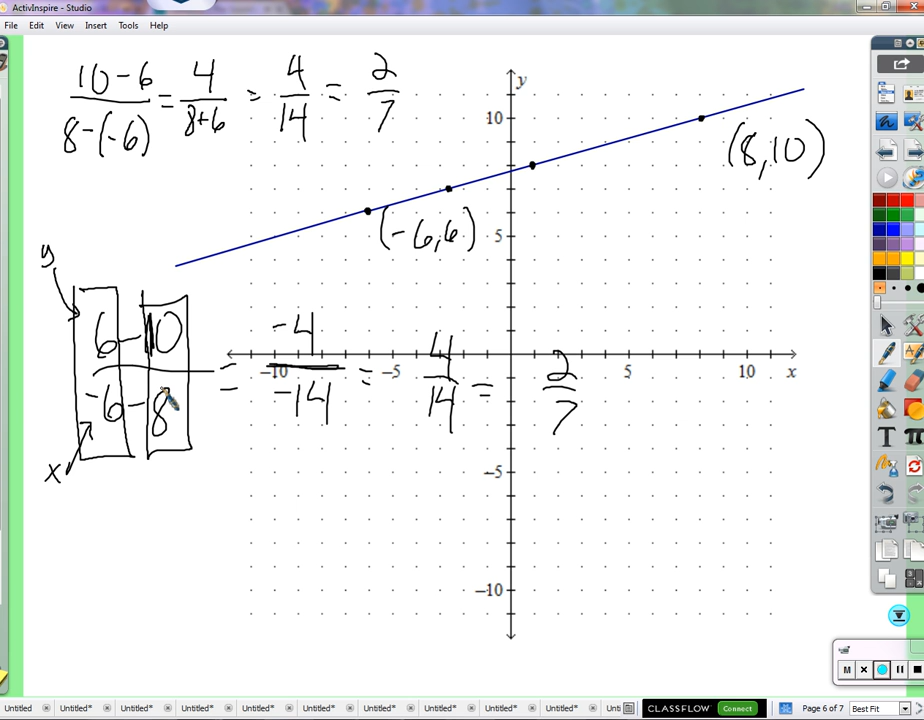 ActivInspire - Studio
File Edit View Insert Tools Help
10 - 6 / 8 - (-6) = 4 / 8+6 = 4 / 14 = 2 / 7
y
10
(8,10)
(-6,6)
5
y
6 - 10 / -6 - 8 = -4 / -14 = 4 / 14 = 2 / 7
x
-10 -5 5 10 x
-5
-10
T π
M
Untitled Untitled* Untitled* Untitled* Untitled* Untitled* Untitled* Untitled* Untitled* Untitled* Unti CLASSFLOW Connect Page 6 of 7 Best Fit